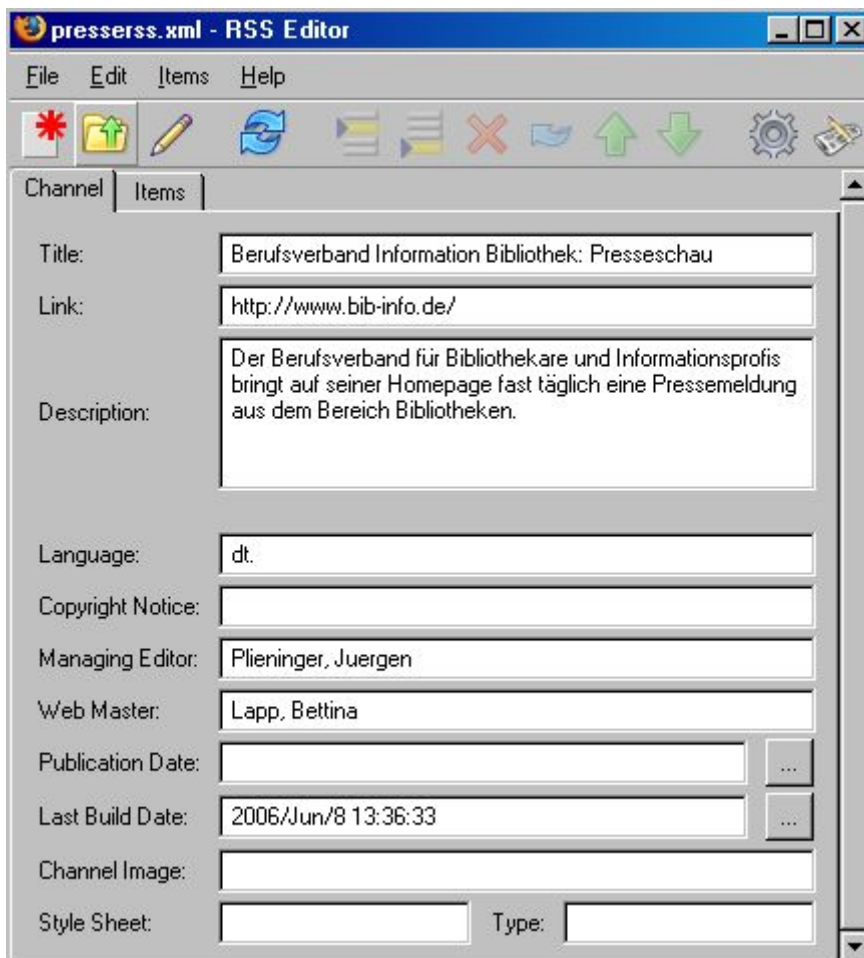 presserss.xml - RSS Editor
File Edit Items Help
Channel Items
Title: Berufsverband Information Bibliothek: Presseschau
Link: http://www.bib-info.de/
Description: Der Berufsverband für Bibliothekare und Informationsprofis
bringt auf seiner Homepage fast täglich eine Pressemeldung
aus dem Bereich Bibliotheken.
Language: dt.
Copyright Notice:
Managing Editor: Plieninger, Juergen
Web Master: Lapp, Bettina
Publication Date: ...
Last Build Date: 2006/Jun/8 13:36:33 ...
Channel Image:
Style Sheet: Type: